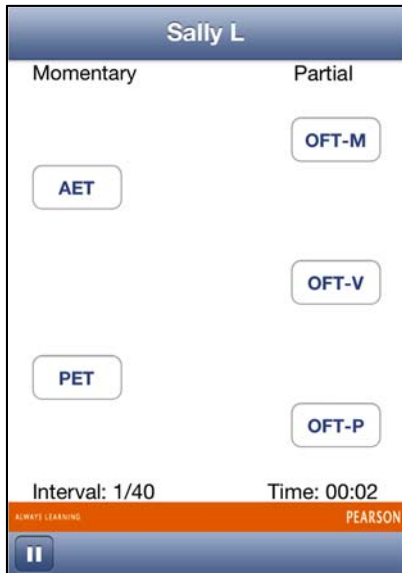 Sally L
Momentary Partial
OFT-M
AET
OFT-V
PET
OFT-P
Interval: 1/40 Time: 00:02
ALWAYS LEARNING PEARSON